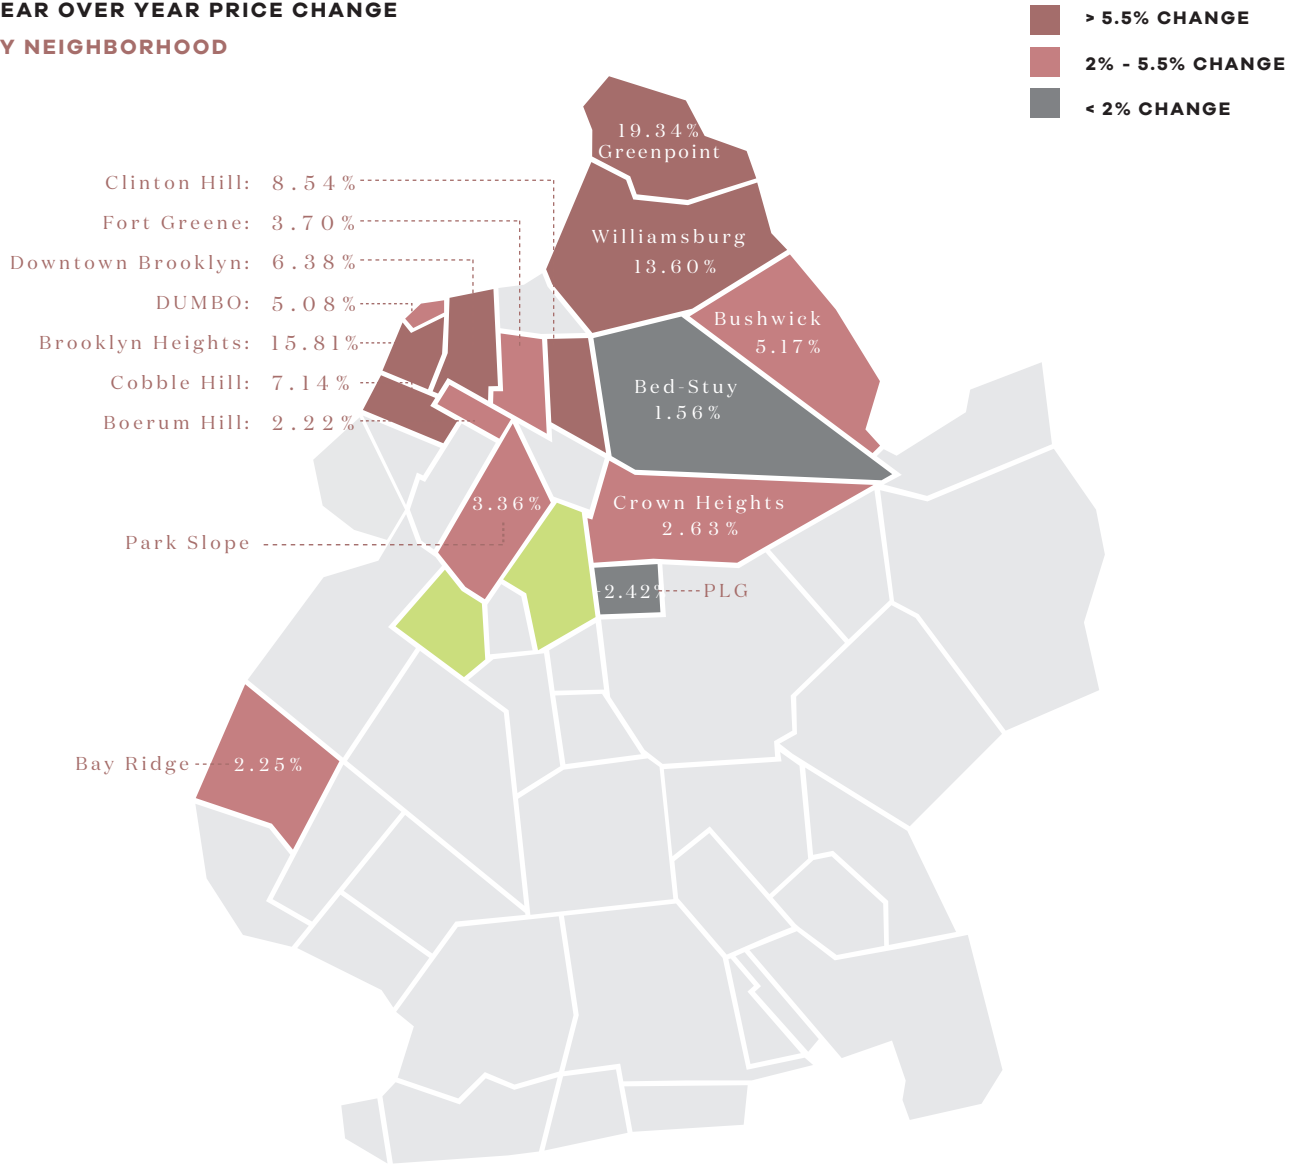 EAR OVER YEAR PRICE CHANGE
Y NEIGHBORHOOD
> 5.5% CHANGE
2% - 5.5% CHANGE
< 2% CHANGE
19.34%
Greenpoint
Clinton Hill: 8.54%
Fort Greene: 3.70%
Downtown Brooklyn: 6.38%
DUMBO: 5.08%
Brooklyn Heights: 15.81%
Cobble Hill: 7.14%
Boerum Hill: 2.22%
Williamsburg
13.60%
Bushwick
5.17%
Bed-Stuy
1.56%
3.36%
Park Slope
Crown Heights
2.63%
-2.42%
PLG
Bay Ridge
2.25%